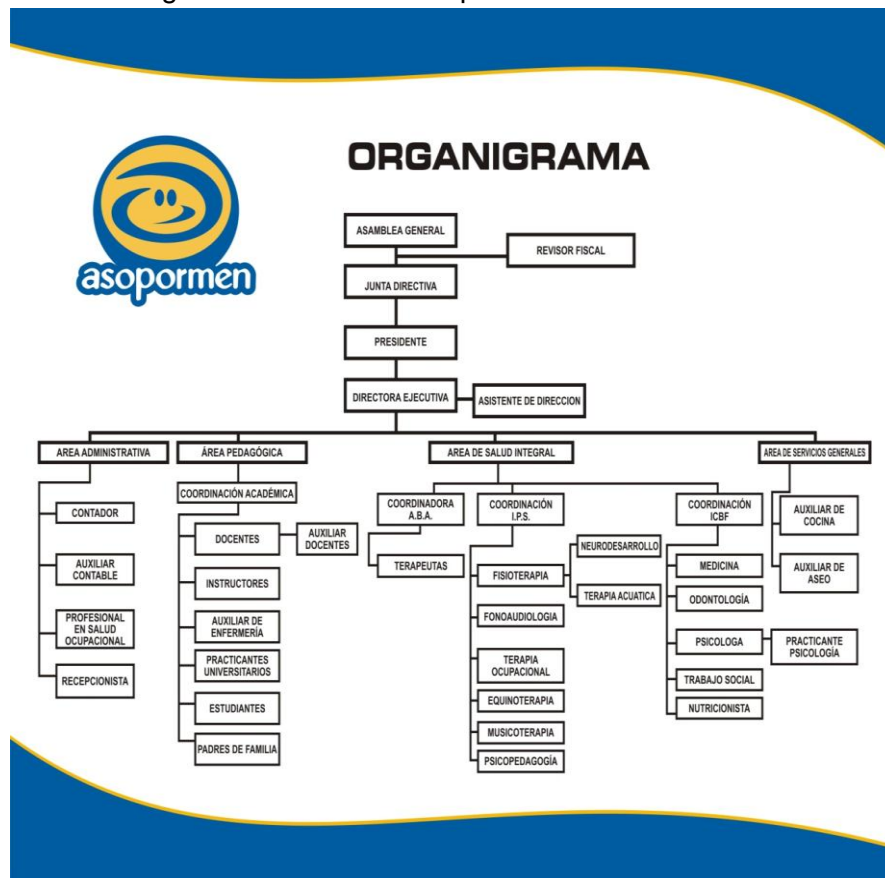 asopormen
ORGANIGRAMA
ASAMBLEA GENERAL
REVISOR FISCAL
JUNTA DIRECTIVA
PRESIDENTE
DIRECTORA EJECUTIVA
ASISTENTE DE DIRECCION
AREA ADMINISTRATIVA
ÁREA PEDAGÓGICA
AREA DE SALUD INTEGRAL
AREA DE SERVICIOS GENERALES
CONTADOR
AUXILIAR
CONTABLE
PROFESIONAL
EN SALUD
OCUPACIONAL
RECEPCIONISTA
COORDINACIÓN ACADÉMICA
DOCENTES
AUXILIAR
DOCENTES
INSTRUCTORES
AUXILIAR DE
ENFERMERÍA
PRACTICANTES
UNIVERSITARIOS
ESTUDIANTES
PADRES DE FAMILIA
COORDINADORA
A.B.A.
TERAPEUTAS
COORDINACIÓN
I.P.S.
FISIOTERAPIA
NEURODESARROLLO
TERAPIA ACUATICA
FONOAUDIOLOGIA
TERAPIA
OCUPACIONAL
EQUINOTERAPIA
MUSICOTERAPIA
PSICOPEDAGOGÍA
COORDINACIÓN
ICBF
MEDICINA
ODONTOLOGÍA
PSICOLOGA
PRACTICANTE
PSICOLOGÍA
TRABAJO SOCIAL
NUTRICIONISTA
AUXILIAR DE
COCINA
AUXILIAR DE
ASEO